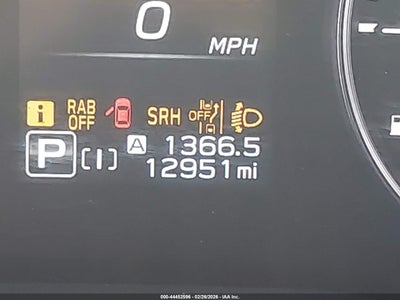 0
MPH
i RAB OFF SRH OFF
P [ I ] A 1366.5
12951 mi
000-44452596 - 02/26/2026 - IAA Inc.